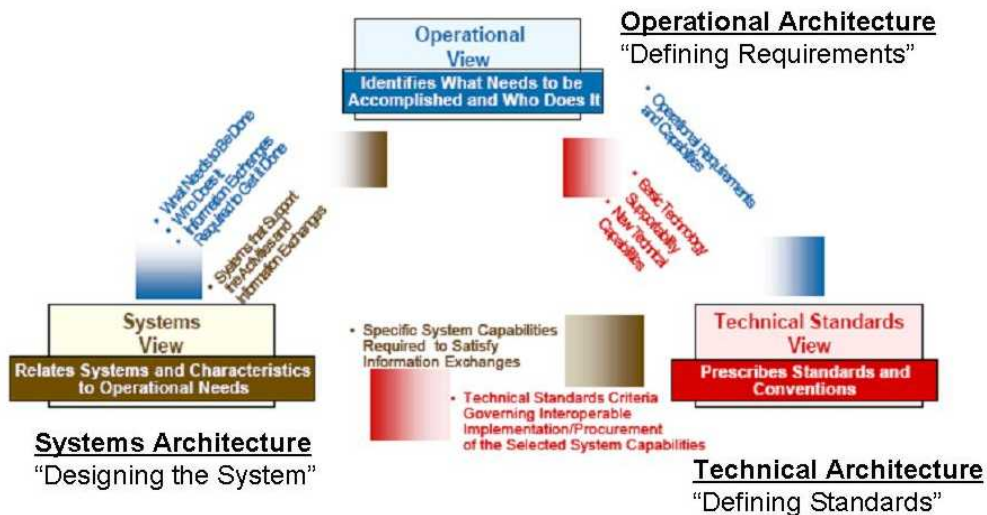 Operational Architecture
“Defining Requirements”
Operational
View
Identifies What Needs to be
Accomplished and Who Does It
• What Needs to Be Done
• Who Does It
• Information Exchanges
Required to Get it Done
• Systems that Support
the Activities and
Information Exchanges
• Operational Requirements
and Capabilities
• Basic Technology
Supportability
• New Technical
Capabilities
Systems
View
Relates Systems and Characteristics
to Operational Needs
• Specific System Capabilities
Required to Satisfy
Information Exchanges
• Technical Standards Criteria
Governing Interoperable
Implementation/Procurement
of the Selected System Capabilities
Technical Standards
View
Prescribes Standards and
Conventions
Systems Architecture
“Designing the System”
Technical Architecture
“Defining Standards”